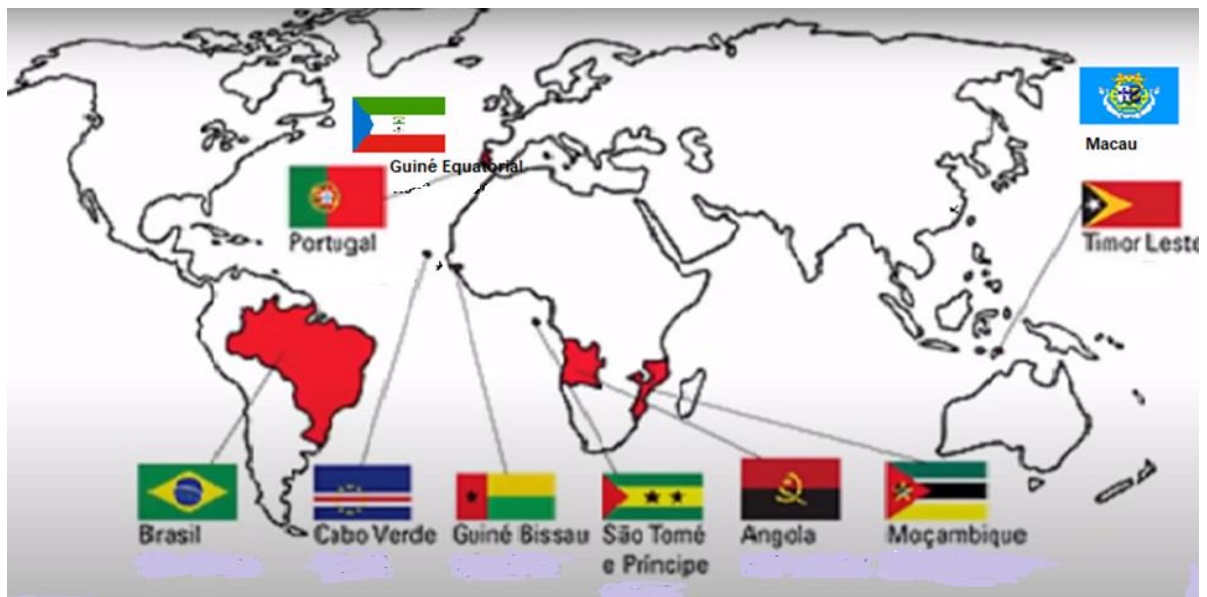 Guiné Equatorial
Macau
Portugal
Timor Leste
Brasil
Cabo Verde
Guiné Bissau
São Tomé
e Príncipe
Angola
Moçambique